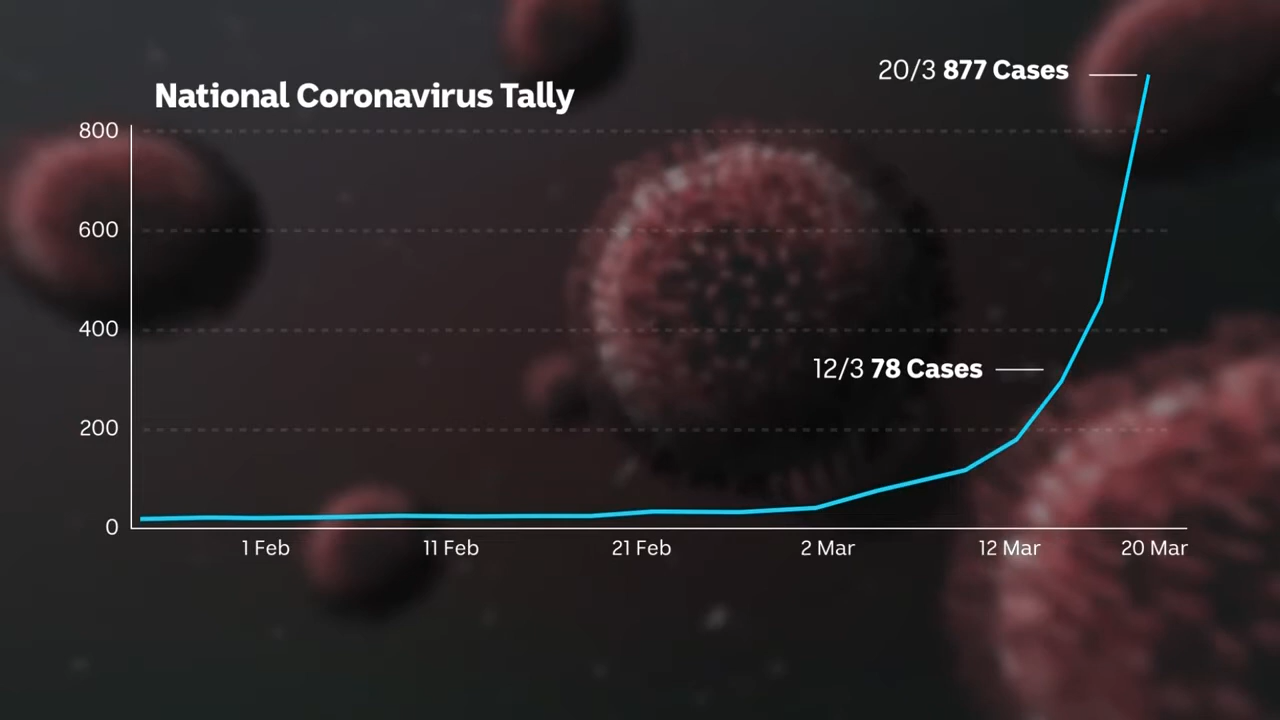 20/3 877 Cases
National Coronavirus Tally
800
600
400
12/3 78 Cases
200
0
1 Feb 11 Feb 21 Feb 2 Mar 12 Mar 20 Mar